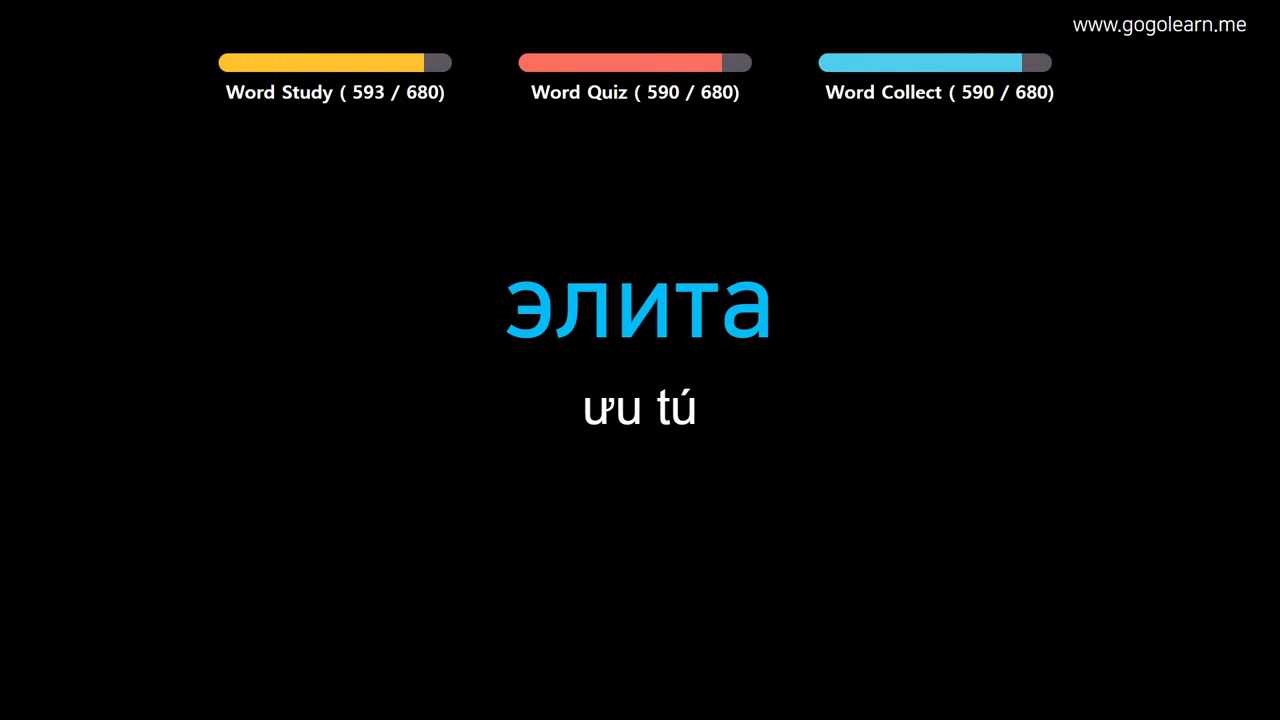 www.gogolearn.me
Word Study ( 593 / 680)
Word Quiz ( 590 / 680)
Word Collect ( 590 / 680)
элита
ưu tú